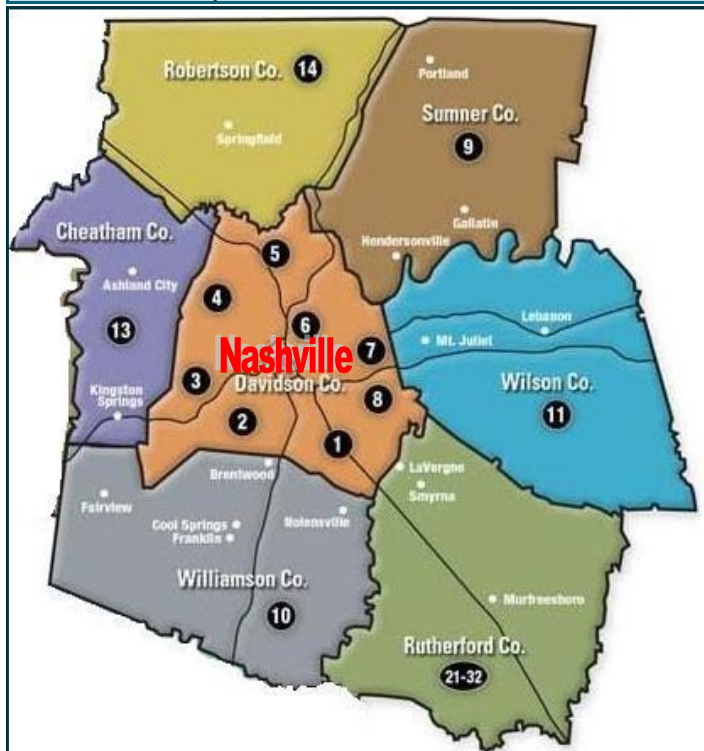 Robertson Co. 14
Portland
Springfield
Sumner Co.
9
Gallatin
Hendersonville
Cheatham Co.
Ashland City
13
Kingston
Springs
5
4
6
7
Nashville
3
Davidson Co.
8
2
1
Lebanon
Mt. Juliet
Wilson Co.
11
Brentwood
LaVergne
Smyrna
Fairview
Cool Springs
Franklin
Nolensville
Williamson Co.
10
Murfreesboro
Rutherford Co.
21-32